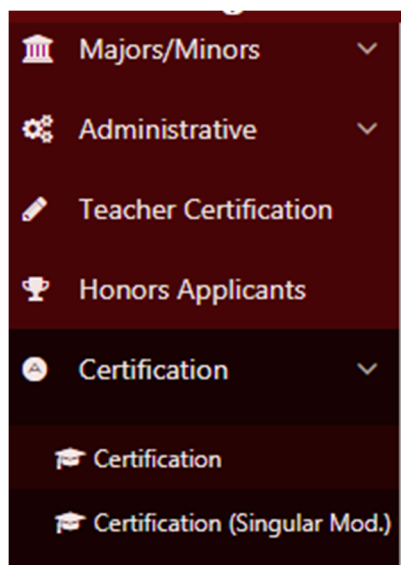 Majors/Minors
Administrative
Teacher Certification
Honors Applicants
Certification
Certification
Certification (Singular Mod.)